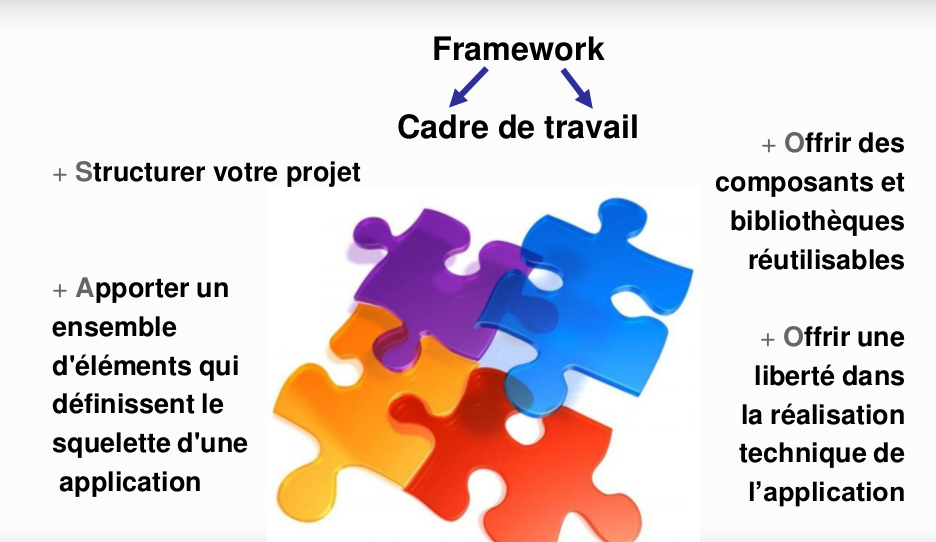 Framework
Cadre de travail
+ Structurer votre projet
+ Apporter un
ensemble
d'éléments qui
définissent le
squelette d'une
application
+ Offrir des
composants et
bibliothèques
réutilisables
+ Offrir une
liberté dans
la réalisation
technique de
l’application